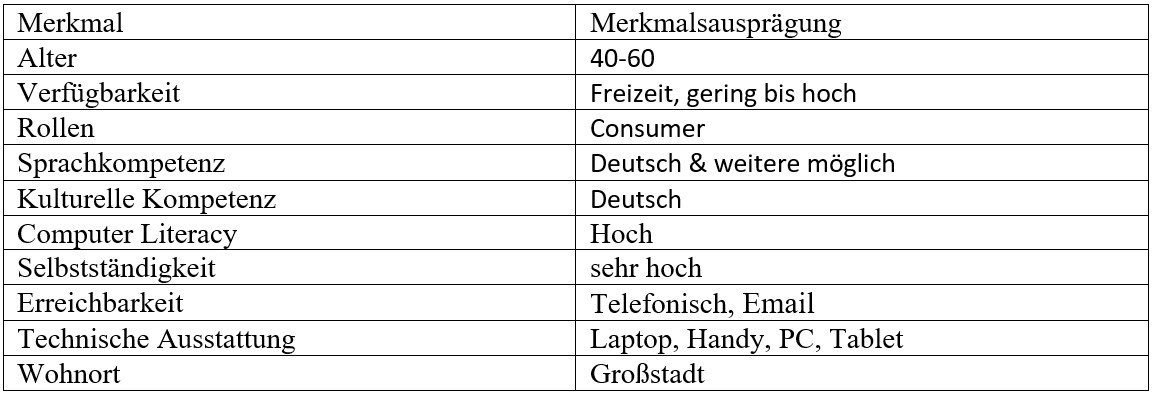 Merkmal Merkmalsausprägung
Alter 40-60
Verfügbarkeit Freizeit, gering bis hoch
Rollen Consumer
Sprachkompetenz Deutsch & weitere möglich
Kulturelle Kompetenz Deutsch
Computer Literacy Hoch
Selbstständigkeit sehr hoch
Erreichbarkeit Telefonisch, Email
Technische Ausstattung Laptop, Handy, PC, Tablet
Wohnort Großstadt